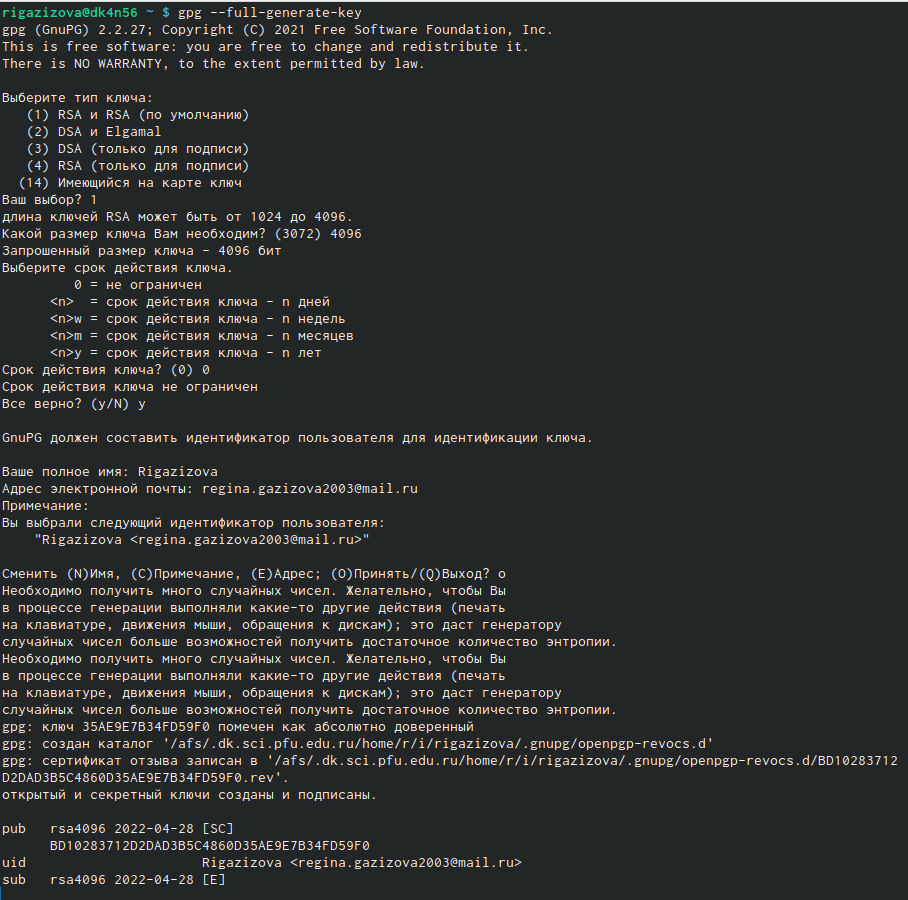 rigazizova@dk4n56 ~ $ gpg --full-generate-key
gpg (GnuPG) 2.2.27; Copyright (C) 2021 Free Software Foundation, Inc.
This is free software: you are free to change and redistribute it.
There is NO WARRANTY, to the extent permitted by law.

Выберите тип ключа:
   (1) RSA и RSA (по умолчанию)
   (2) DSA и Elgamal
   (3) DSA (только для подписи)
   (4) RSA (только для подписи)
  (14) Имеющийся на карте ключ
Ваш выбор? 1
длина ключей RSA может быть от 1024 до 4096.
Какой размер ключа Вам необходим? (3072) 4096
Запрошенный размер ключа - 4096 бит
Выберите срок действия ключа.
         0 = не ограничен
      <n>  = срок действия ключа - n дней
      <n>w = срок действия ключа - n недель
      <n>m = срок действия ключа - n месяцев
      <n>y = срок действия ключа - n лет
Срок действия ключа? (0) 0
Срок действия ключа не ограничен
Все верно? (y/N) y

GnuPG должен составить идентификатор пользователя для идентификации ключа.

Ваше полное имя: Rigazizova
Адрес электронной почты: regina.gazizova2003@mail.ru
Примечание:
Вы выбрали следующий идентификатор пользователя:
    "Rigazizova <regina.gazizova2003@mail.ru>"

Сменить (N)Имя, (C)Примечание, (E)Адрес; (O)Принять/(Q)Выход? o
Необходимо получить много случайных чисел. Желательно, чтобы Вы
в процессе генерации выполняли какие-то другие действия (печать
на клавиатуре, движения мыши, обращения к дискам); это даст генератору
случайных чисел больше возможностей получить достаточное количество энтропии.
Необходимо получить много случайных чисел. Желательно, чтобы Вы
в процессе генерации выполняли какие-то другие действия (печать
на клавиатуре, движения мыши, обращения к дискам); это даст генератору
случайных чисел больше возможностей получить достаточное количество энтропии.
gpg: ключ 35AE9E7B34FD59F0 помечен как абсолютно доверенный
gpg: создан каталог '/afs/.dk.sci.pfu.edu.ru/home/r/i/rigazizova/.gnupg/openpgp-revocs.d'
gpg: сертификат отзыва записан в '/afs/.dk.sci.pfu.edu.ru/home/r/i/rigazizova/.gnupg/openpgp-revocs.d/BD10283712
D2DAD3B5C4860D35AE9E7B34FD59F0.rev'.
открытый и секретный ключи созданы и подписаны.

pub   rsa4096 2022-04-28 [SC]
      BD10283712D2DAD3B5C4860D35AE9E7B34FD59F0
uid                      Rigazizova <regina.gazizova2003@mail.ru>
sub   rsa4096 2022-04-28 [E]